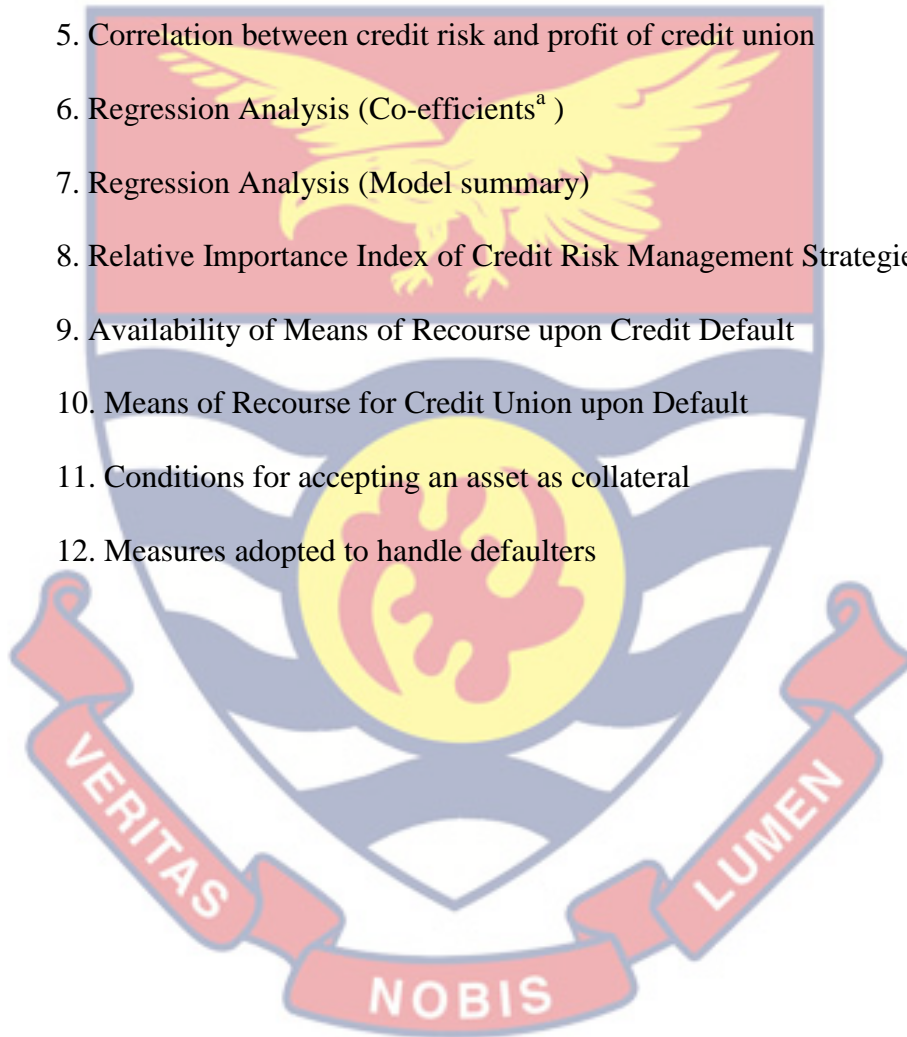 5. Correlation between credit risk and profit of credit union
6. Regression Analysis (Co-efficientsᵃ )
7. Regression Analysis (Model summary)
8. Relative Importance Index of Credit Risk Management Strategie
9. Availability of Means of Recourse upon Credit Default
10. Means of Recourse for Credit Union upon Default
11. Conditions for accepting an asset as collateral
12. Measures adopted to handle defaulters
VERITAS
NOBIS
LUMEN